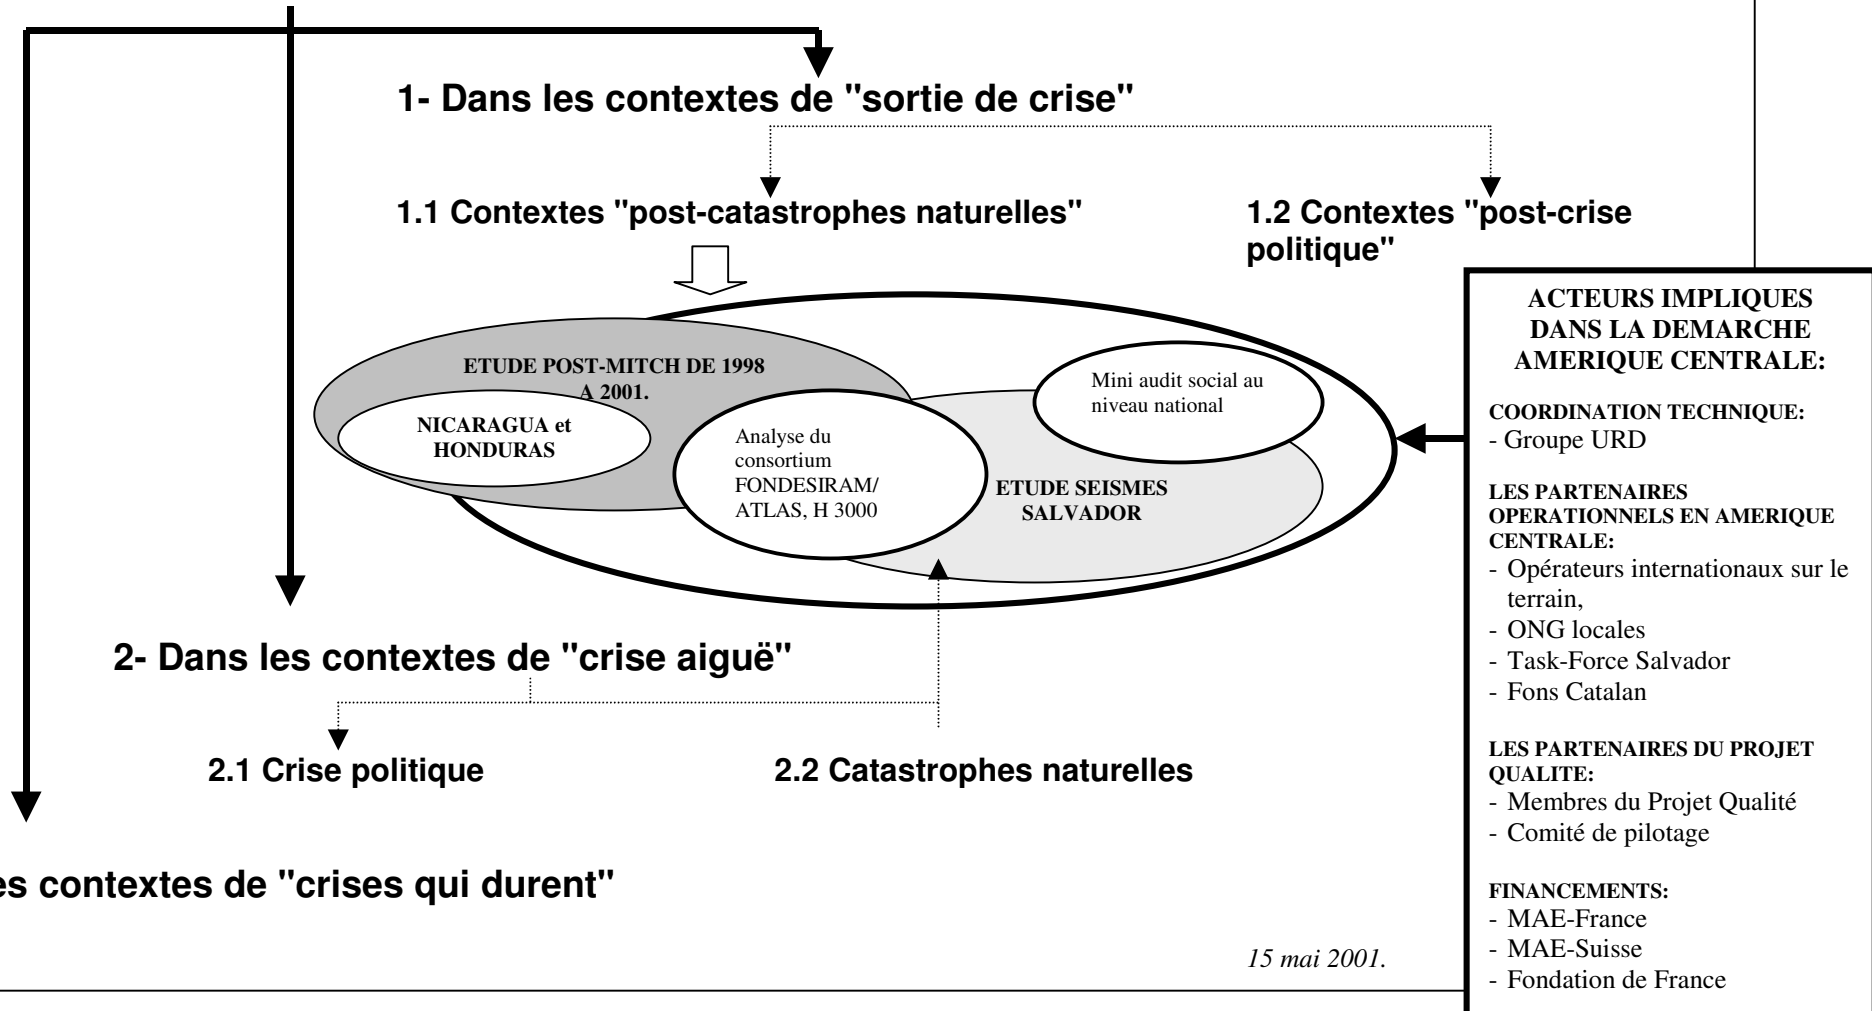 1- Dans les contextes de "sortie de crise"
1.1 Contextes "post-catastrophes naturelles"
1.2 Contextes "post-crise
politique"
ETUDE POST-MITCH DE 1998
A 2001.
NICARAGUA et
HONDURAS
Analyse du
consortium
FONDESIRAM/
ATLAS, H 3000
Mini audit social au
niveau national
ETUDE SEISMES
SALVADOR
2- Dans les contextes de "crise aiguë"
2.1 Crise politique
2.2 Catastrophes naturelles
es contextes de "crises qui durent"
15 mai 2001.
ACTEURS IMPLIQUES
DANS LA DEMARCHE
AMERIQUE CENTRALE:
COORDINATION TECHNIQUE:
- Groupe URD
LES PARTENAIRES
OPERATIONNELS EN AMERIQUE
CENTRALE:
- Opérateurs internationaux sur le
terrain,
- ONG locales
- Task-Force Salvador
- Fons Catalan
LES PARTENAIRES DU PROJET
QUALITE:
- Membres du Projet Qualité
- Comité de pilotage
FINANCEMENTS:
- MAE-France
- MAE-Suisse
- Fondation de France